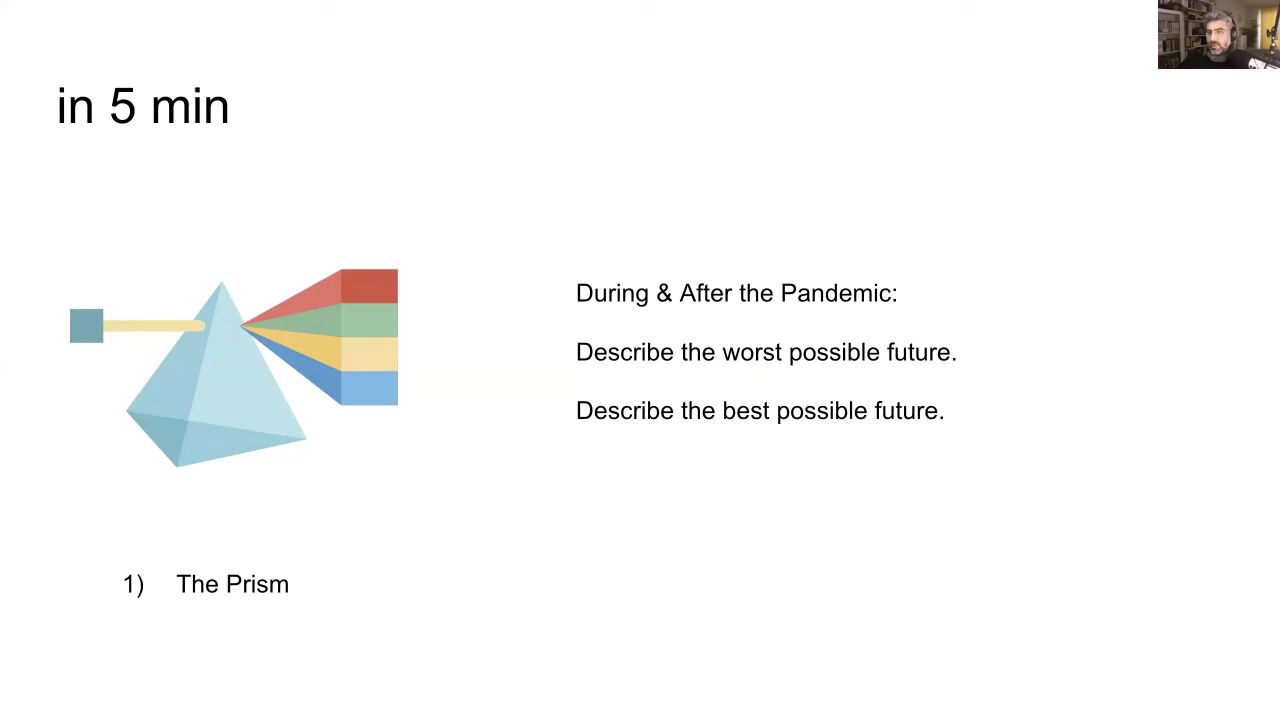 in 5 min
During & After the Pandemic:
Describe the worst possible future.
Describe the best possible future.
1) The Prism